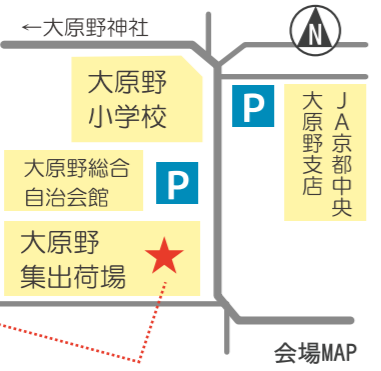 ←大原野神社
N
大原野
小学校
P
JA京都中央
大原野支店
大原野総合
自治会館
P
大原野
集出荷場
会場MAP